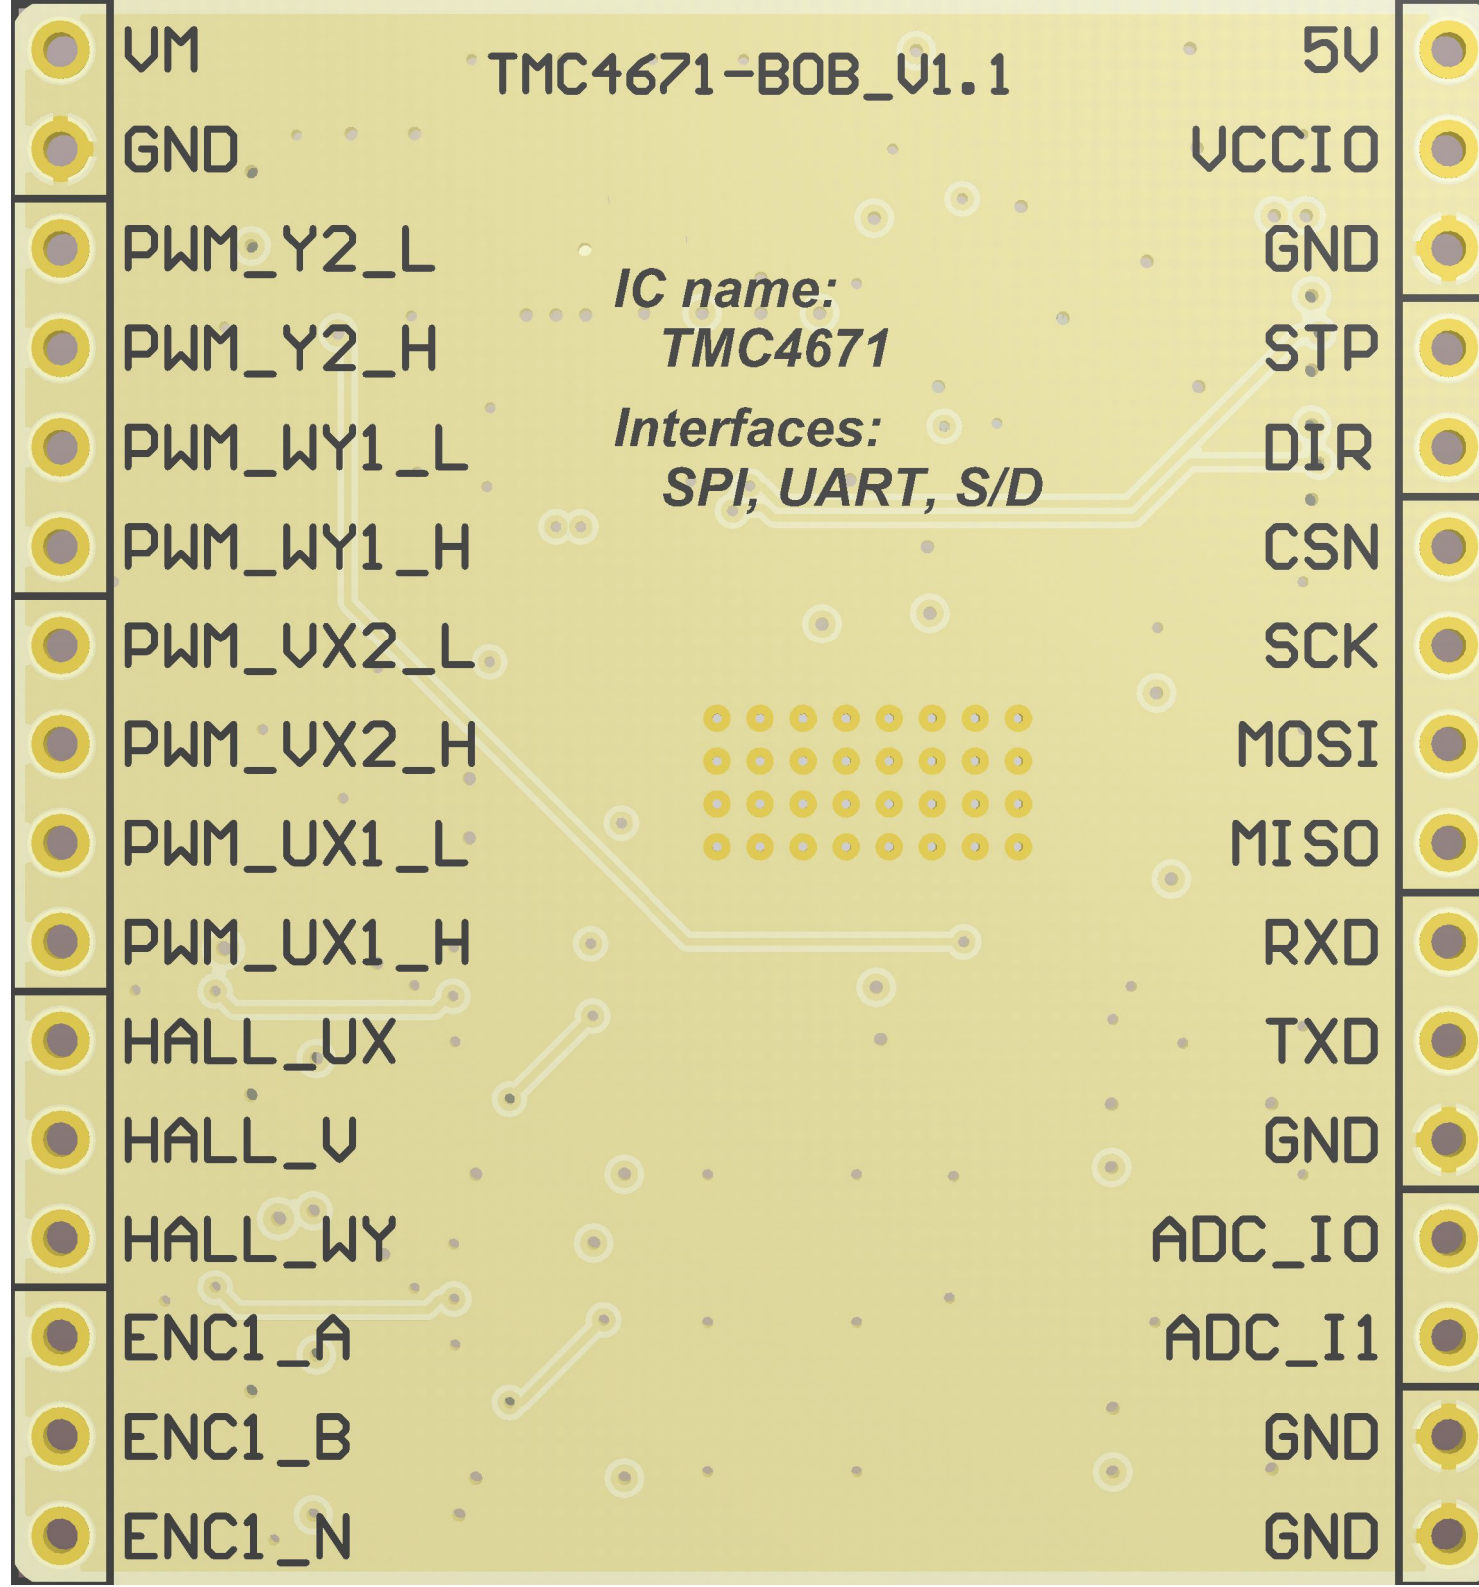 TMC4671-BOB_V1.1
VM
GND
PWM_Y2_L
PWM_Y2_H
PWM_WY1_L
PWM_WY1_H
PWM_VX2_L
PWM_VX2_H
PWM_UX1_L
PWM_UX1_H
HALL_UX
HALL_V
HALL_WY
ENC1_A
ENC1_B
ENC1_N
IC name:
TMC4671
Interfaces:
SPI, UART, S/D
5V
VCCIO
GND
STP
DIR
CSN
SCK
MOSI
MISO
RXD
TXD
GND
ADC_I0
ADC_I1
GND
GND